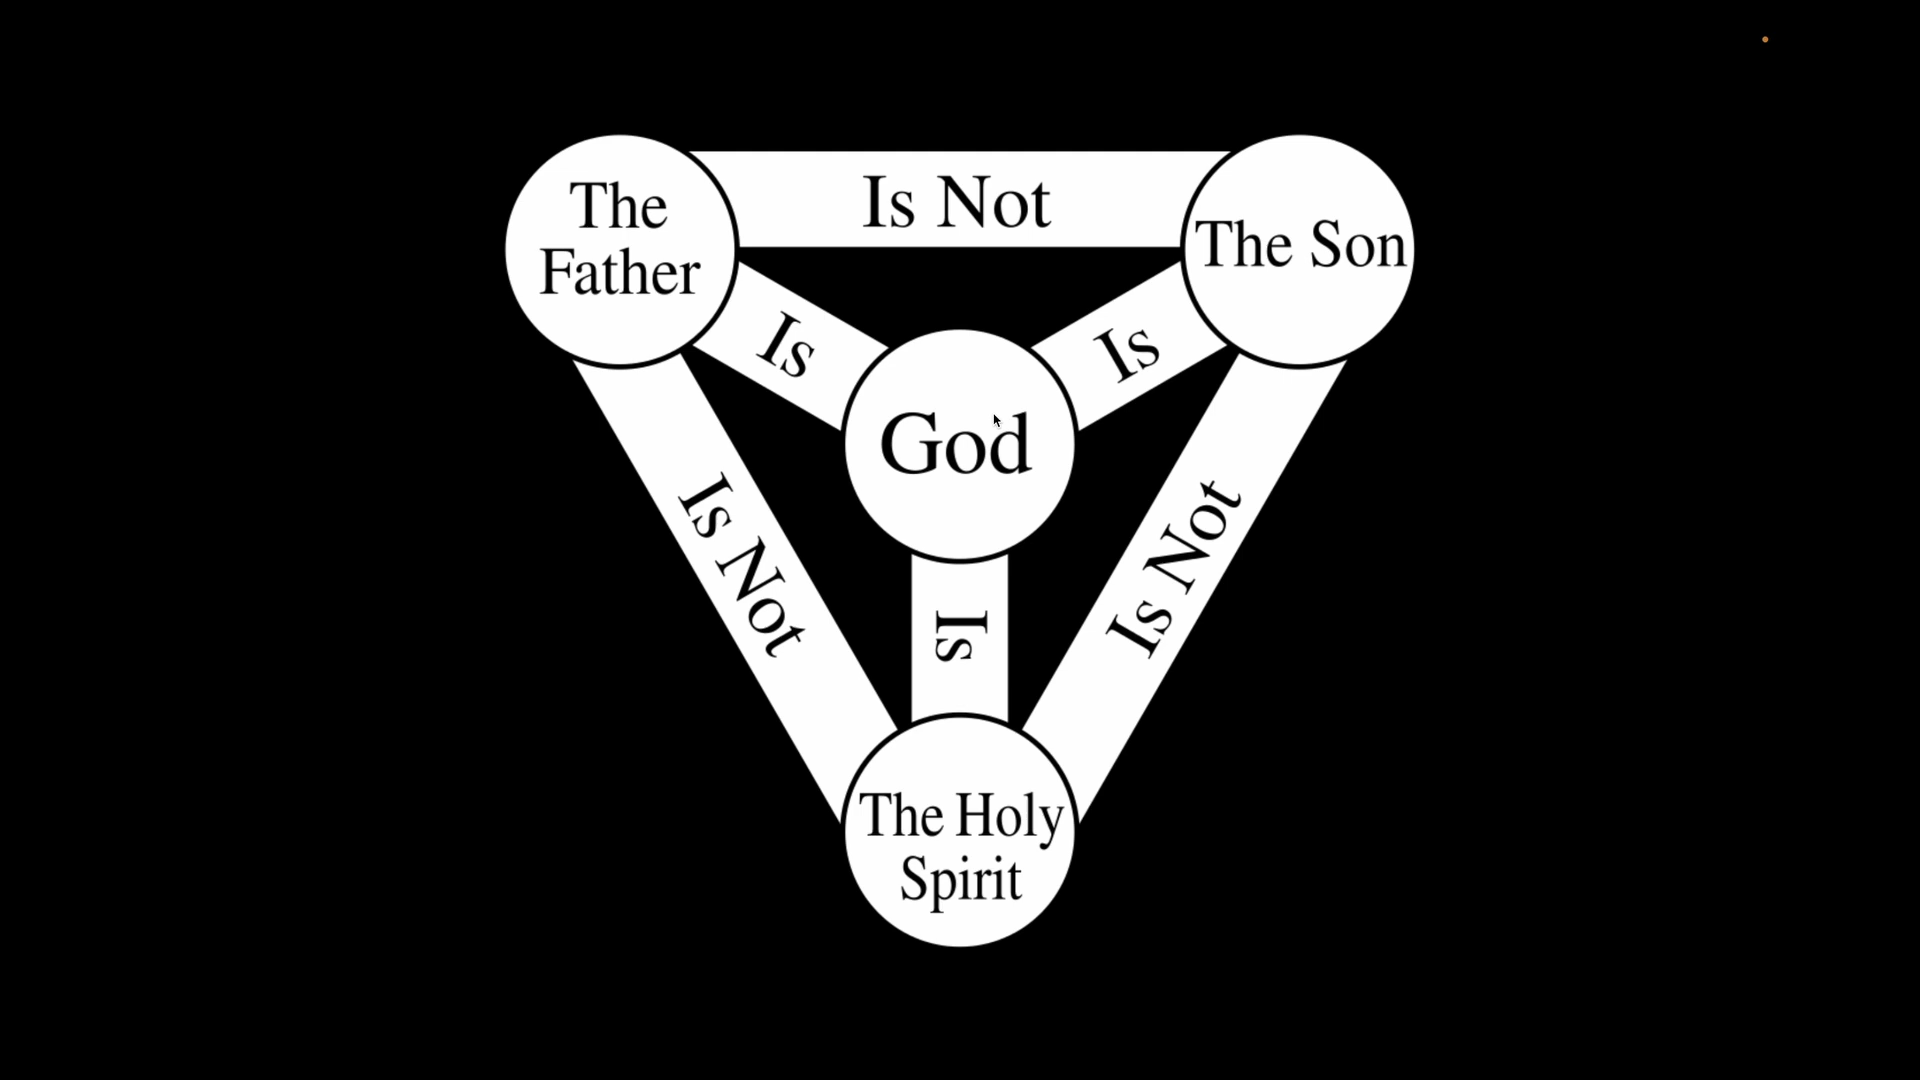 The
Father
Is Not
The Son
Is
Is
God
Is Not
Is
Is Not
The Holy
Spirit